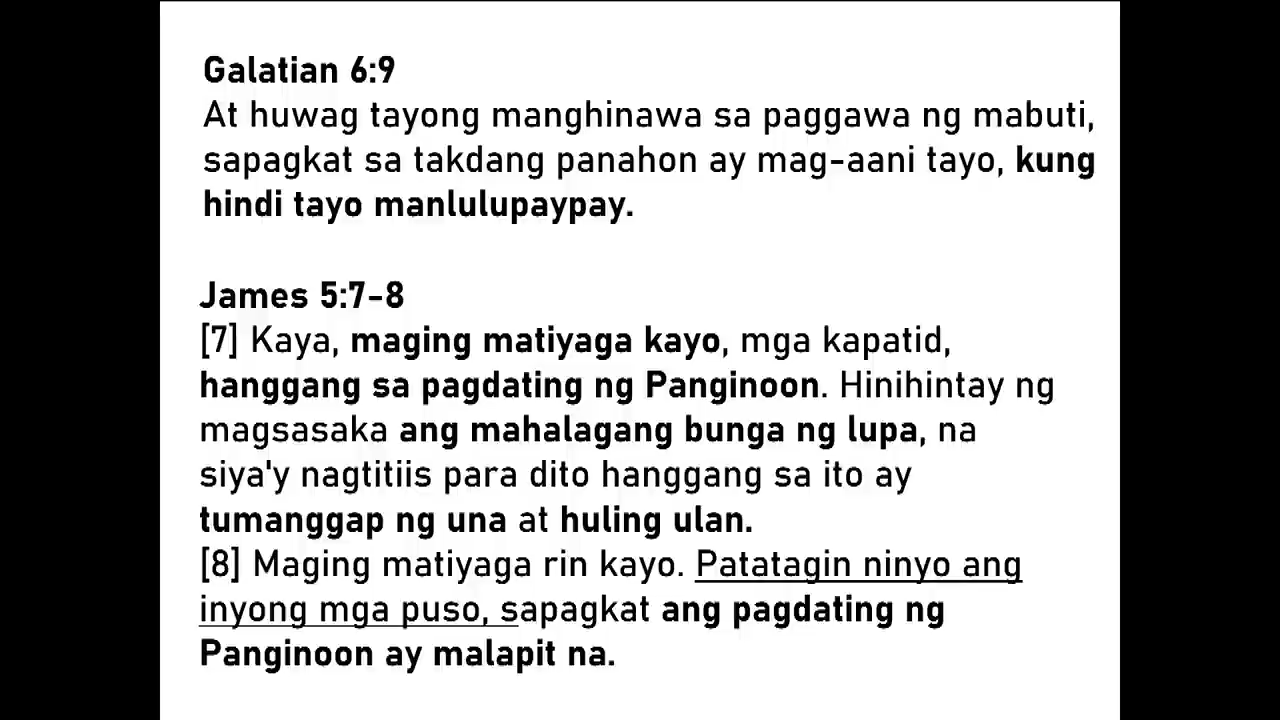 Galatian 6:9
At huwag tayong manghinawa sa paggawa ng mabuti,
sapagkat sa takdang panahon ay mag-aani tayo, kung
hindi tayo manlulupaypay.
James 5:7-8
[7] Kaya, maging matiyaga kayo, mga kapatid,
hanggang sa pagdating ng Panginoon. Hinihintay ng
magsasaka ang mahalagang bunga ng lupa, na
siya'y nagtitiis para dito hanggang sa ito ay
tumanggap ng una at huling ulan.
[8] Maging matiyaga rin kayo. Patatagin ninyo ang
inyong mga puso, sapagkat ang pagdating ng
Panginoon ay malapit na.